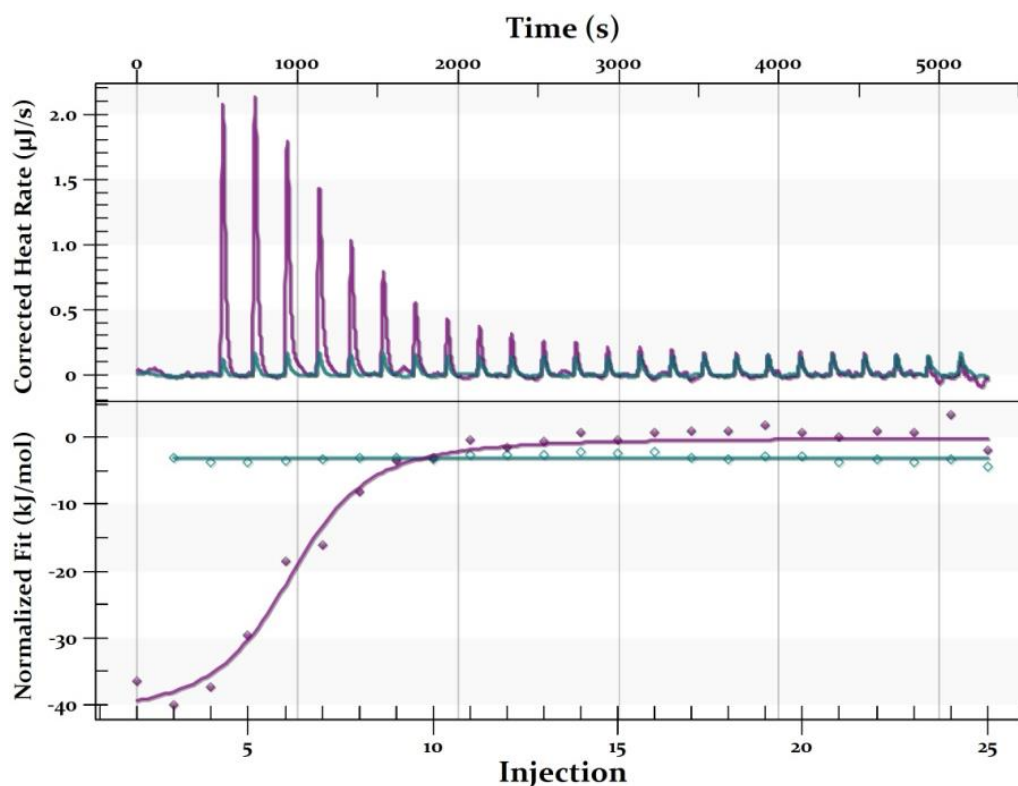 Time (s)
0 1000 2000 3000 4000 5000
Corrected Heat Rate (µJ/s)
2.0
1.5
1.0
0.5
0
Normalized Fit (kJ/mol)
0
-10
-20
-30
-40
5 10 15 20 25
Injection